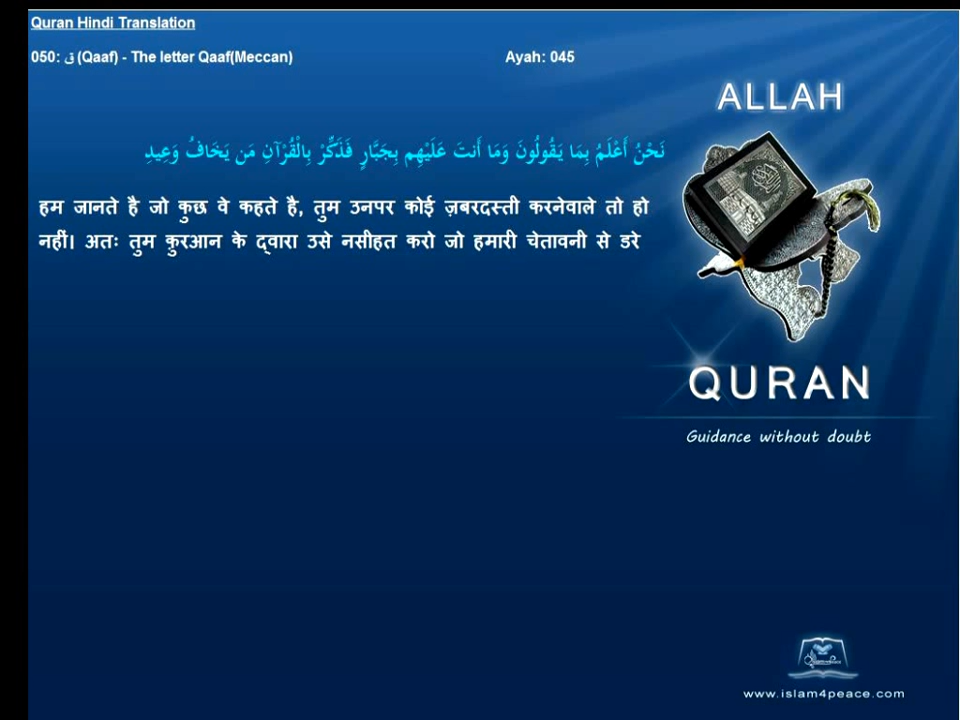 Quran Hindi Translation
050: ق (Qaaf) - The letter Qaaf(Meccan)
Ayah: 045
ALLAH
نَحْنُ أَعْلَمُ بِمَا يَقُولُونَ وَمَا أَنتَ عَلَيْهِم بِجَبَّارٍ فَذَكِّرْ بِالْقُرْآنِ مَن يَخَافُ وَعِيدِ
हम जानते है जो कुछ वे कहते है, तुम उनपर कोई ज़बरदस्ती करनेवाले तो हो
नहीं। अतः तुम क़ुरआन के द्वारा उसे नसीहत करो जो हमारी चेतावनी से डरे
QURAN
Guidance without doubt
www.islam4peace.com